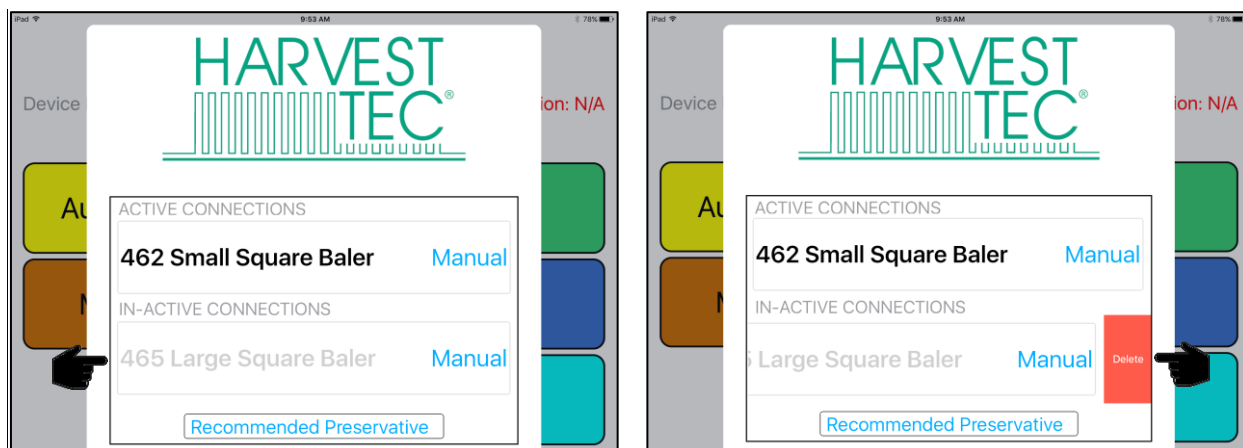 iPad 9:53 AM 78%
HARVEST
TEC®
Device ion: N/A
Au
ACTIVE CONNECTIONS
462 Small Square Baler Manual
IN-ACTIVE CONNECTIONS
465 Large Square Baler Manual
Recommended Preservative
iPad 9:53 AM 78%
HARVEST
TEC®
Device ion: N/A
Au
ACTIVE CONNECTIONS
462 Small Square Baler Manual
IN-ACTIVE CONNECTIONS
Large Square Baler Manual Delete
Recommended Preservative